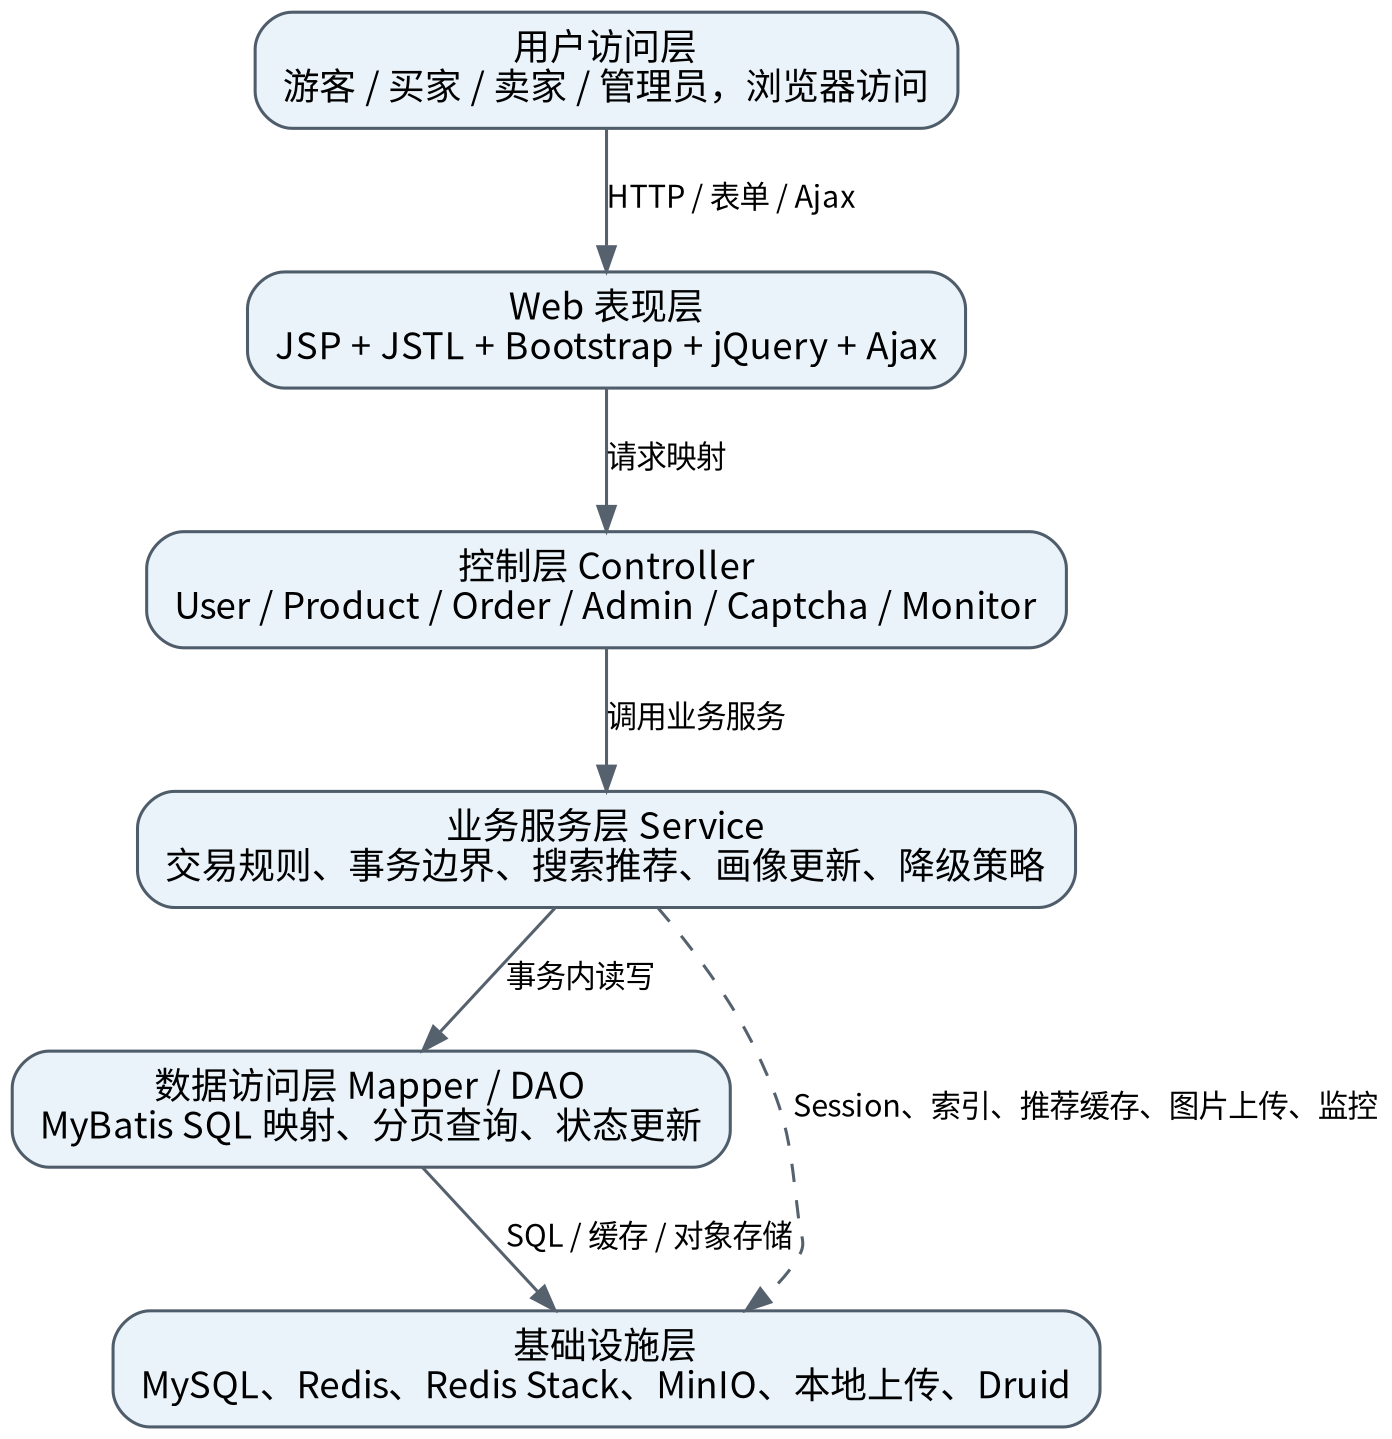 用户访问层
游客 / 买家 / 卖家 / 管理员，浏览器访问
HTTP / 表单 / Ajax
Web 表现层
JSP + JSTL + Bootstrap + jQuery + Ajax
请求映射
控制层 Controller
User / Product / Order / Admin / Captcha / Monitor
调用业务服务
业务服务层 Service
交易规则、事务边界、搜索推荐、画像更新、降级策略
事务内读写
数据访问层 Mapper / DAO
MyBatis SQL 映射、分页查询、状态更新
Session、索引、推荐缓存、图片上传、监控
SQL / 缓存 / 对象存储
基础设施层
MySQL、Redis、Redis Stack、MinIO、本地上传、Druid